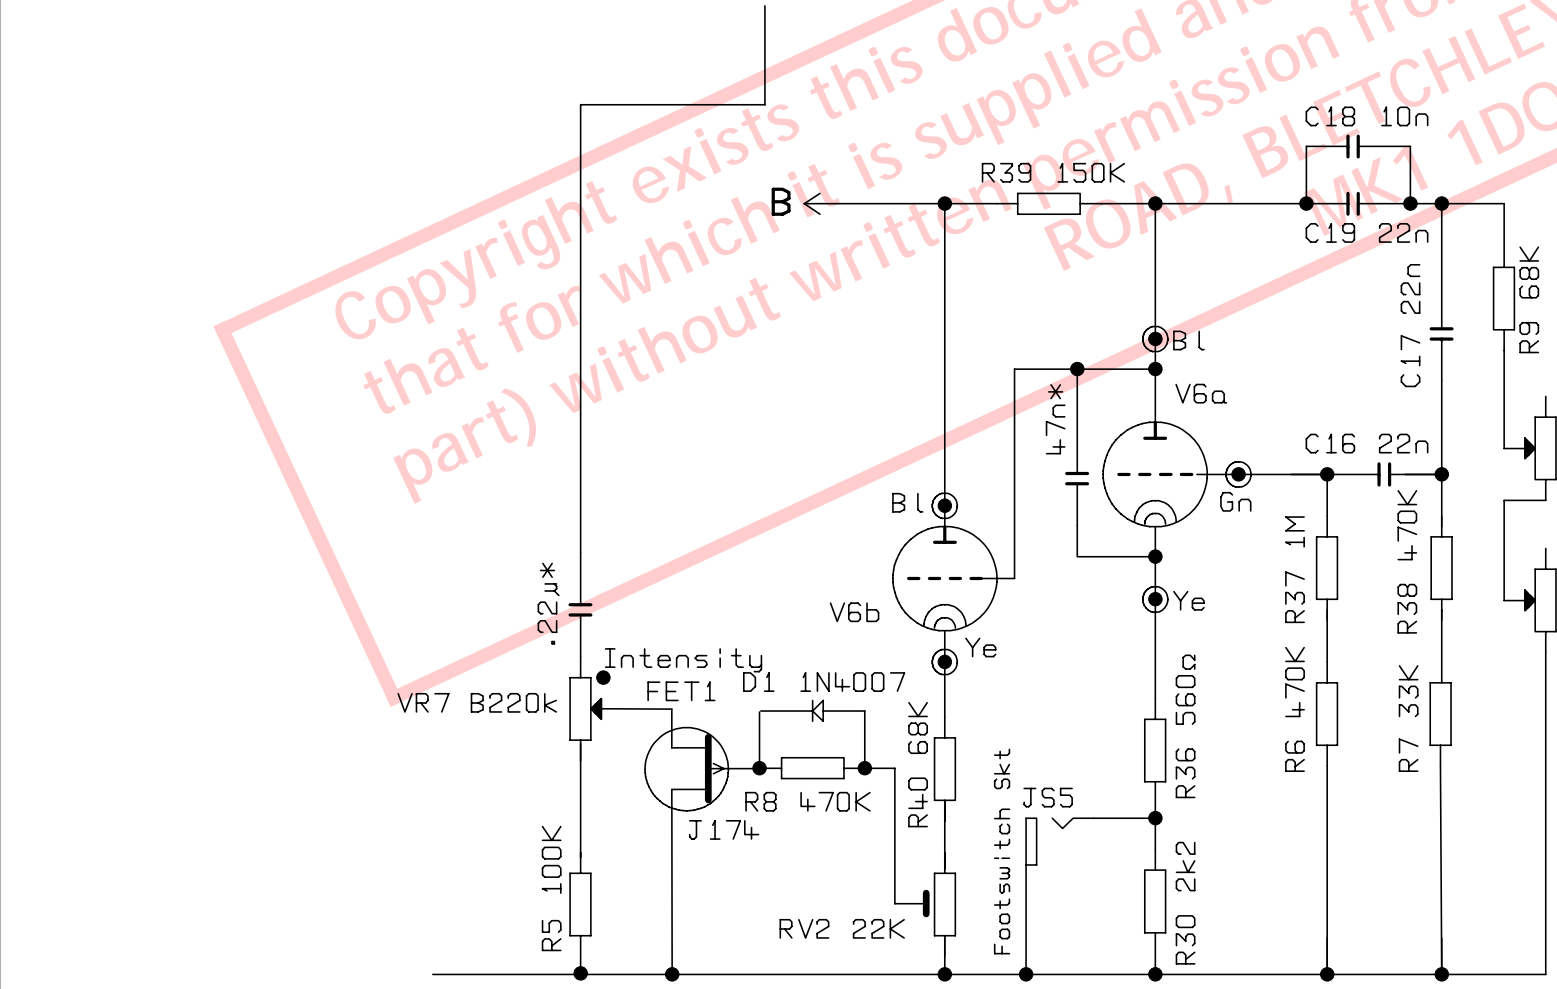 Copyright exists this docu
that for which it is supplied and
part) without written permission from
ROAD, BLETCHLEY
MK1 1DO
C18 10n
R39 150K
B
C19 22n
C17 22n
R9 68K
Bl
V6a
47n*
C16 22n
Bl
Gn
R37 1M
R38 470K
.22µ*
V6b
Ye
Ye
Intensity
FET1
D1 1N4007
VR7 B220k
R40 68K
R36 560Ω
R6 470K
R7 33K
R8 470K
J174
Footswitch Skt
JS5
R5 100K
RV2 22K
R30 2k2